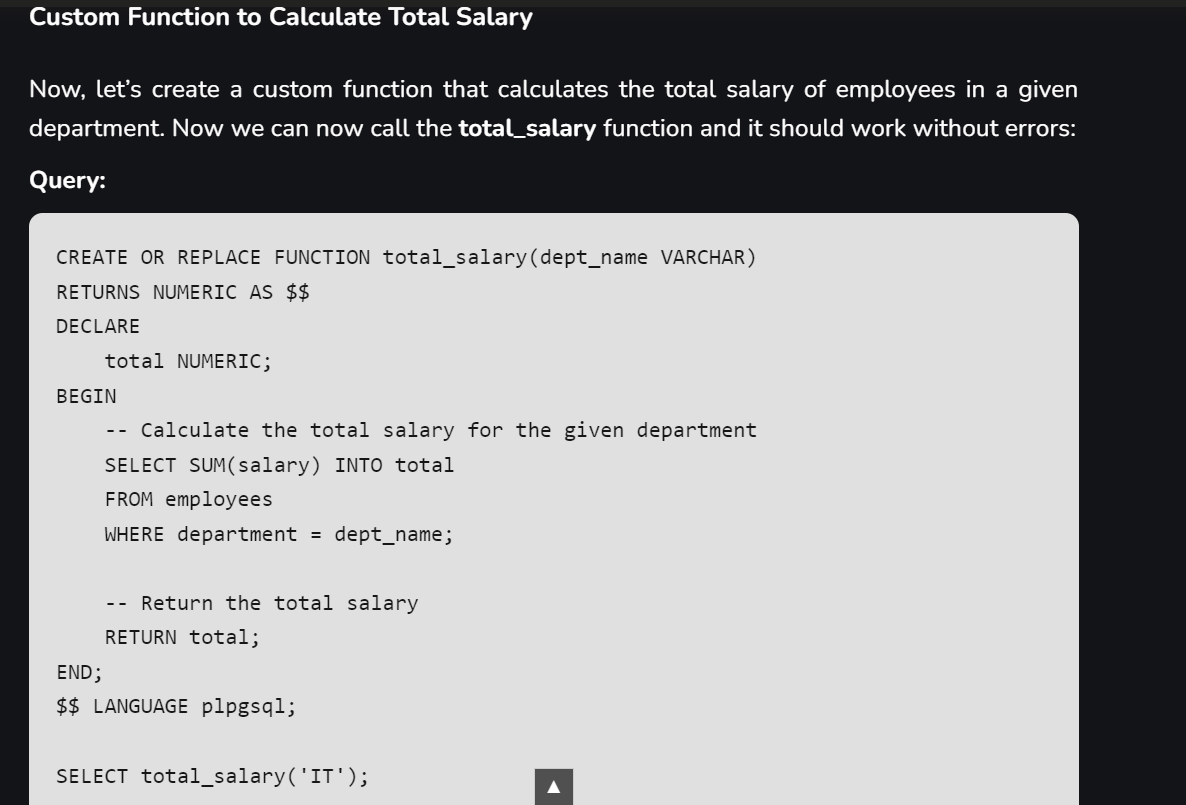 Custom Function to Calculate Total Salary
Now, let’s create a custom function that calculates the total salary of employees in a given
department. Now we can now call the total_salary function and it should work without errors:
Query:
CREATE OR REPLACE FUNCTION total_salary(dept_name VARCHAR)
RETURNS NUMERIC AS $$
DECLARE
    total NUMERIC;
BEGIN
    -- Calculate the total salary for the given department
    SELECT SUM(salary) INTO total
    FROM employees
    WHERE department = dept_name;

    -- Return the total salary
    RETURN total;
END;
$$ LANGUAGE plpgsql;

SELECT total_salary('IT');